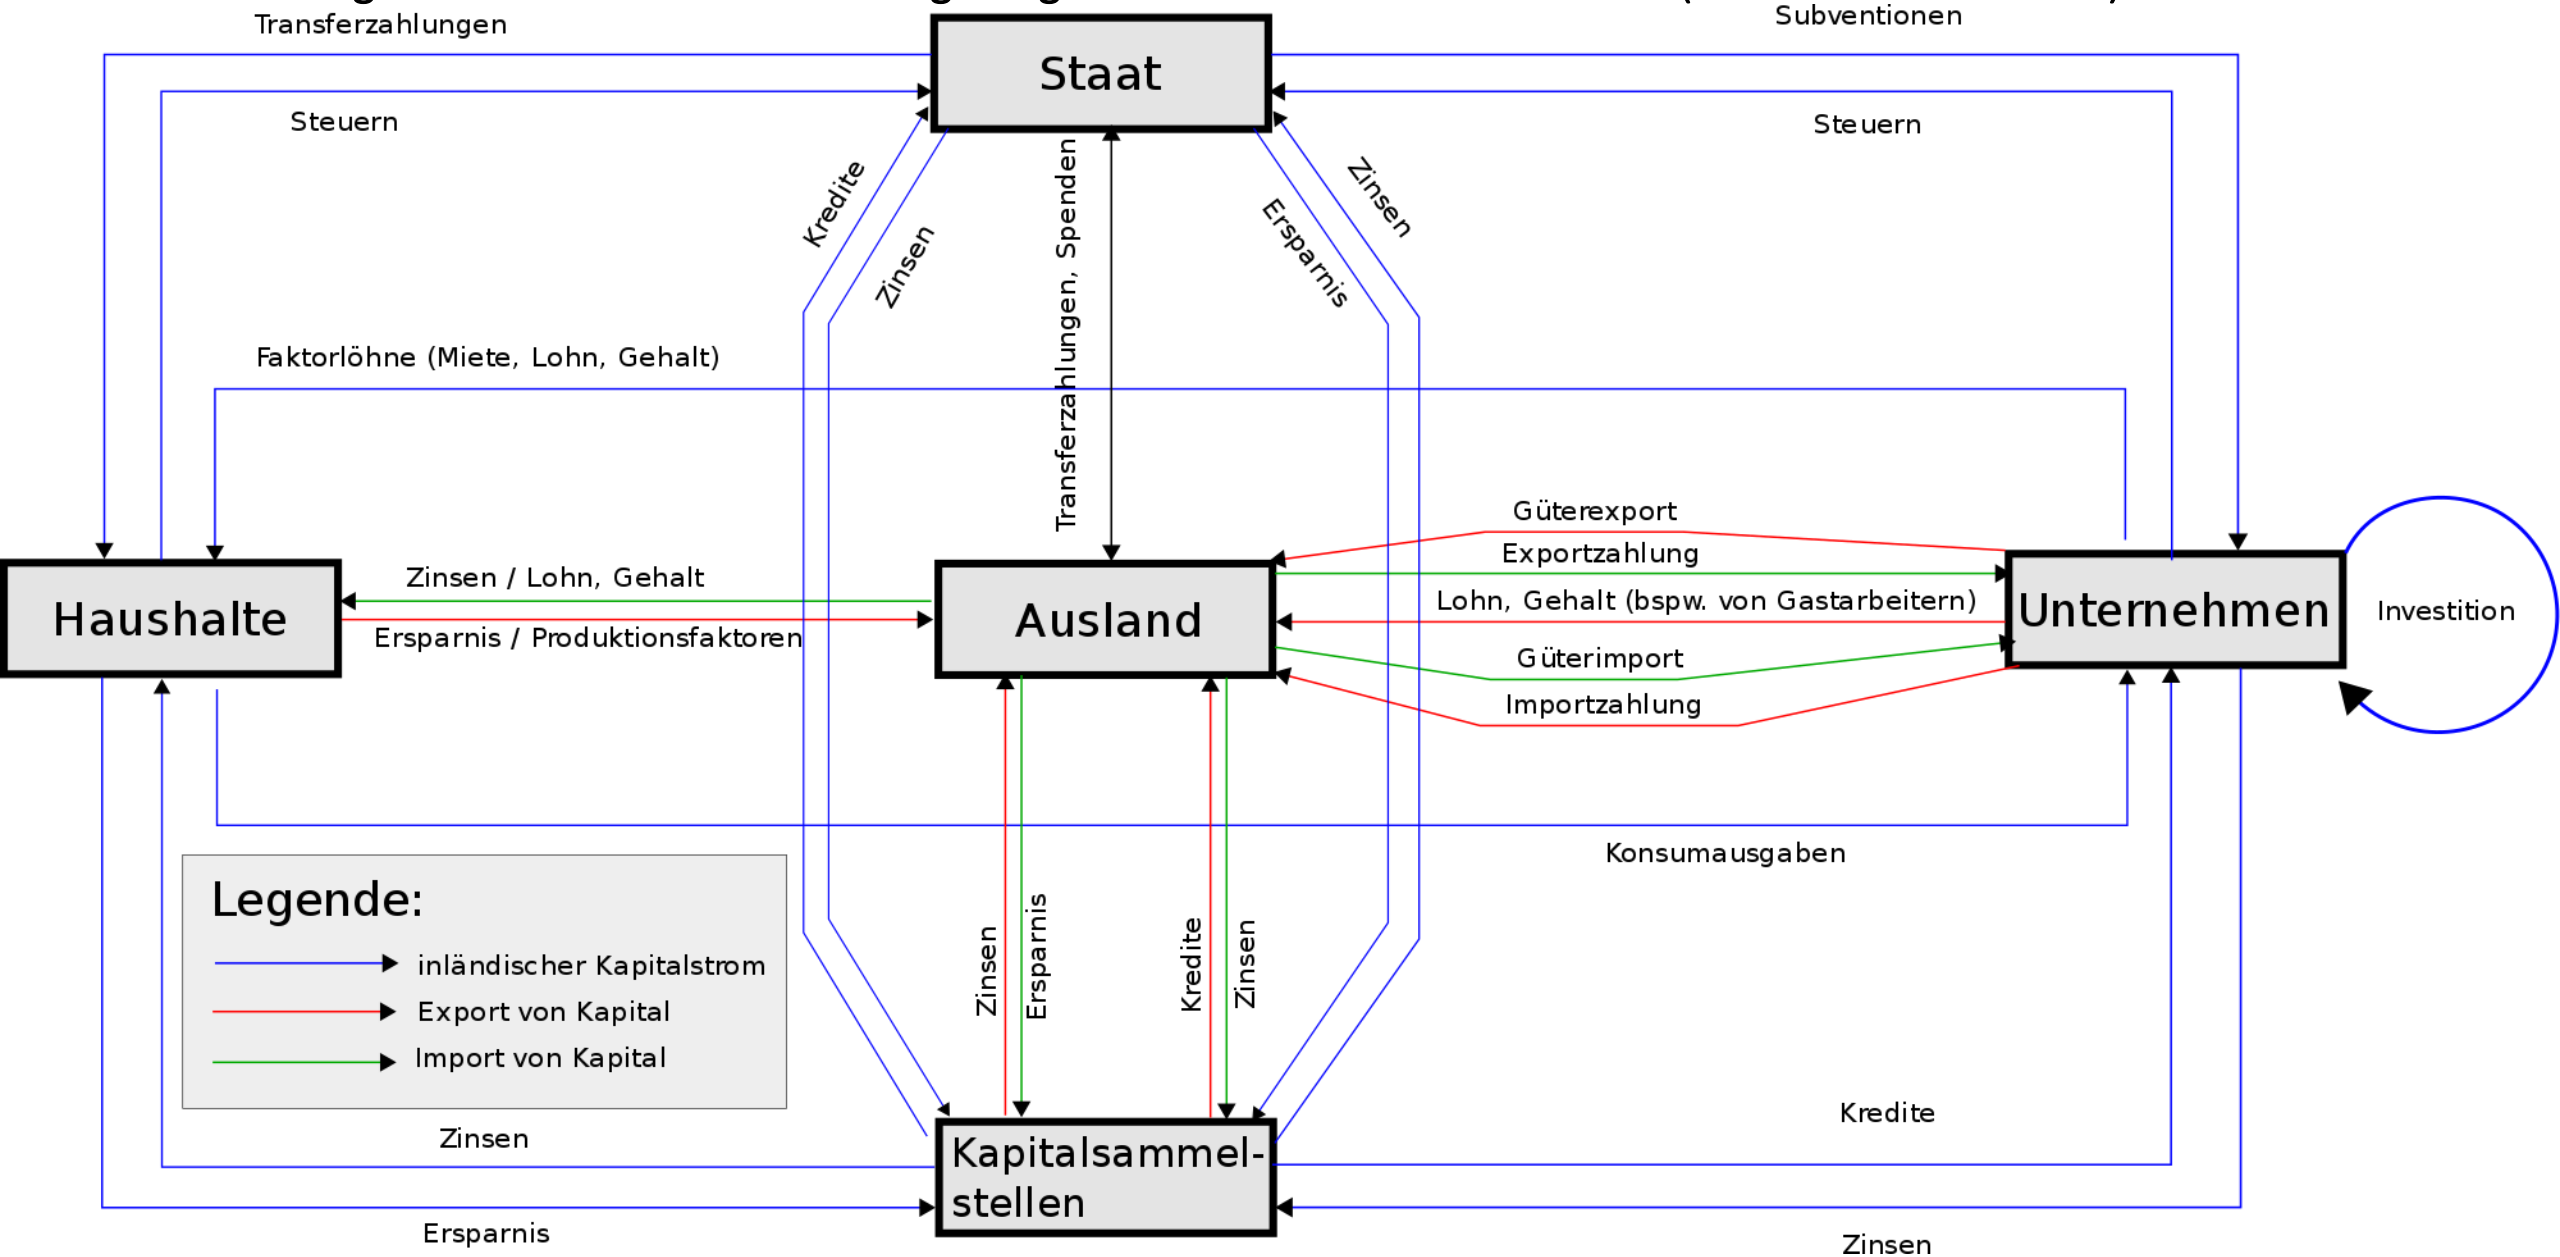 Transferzahlungen
Subventionen
Staat
Steuern
Steuern
Kredite
Zinsen
Transferzahlungen, Spenden
Ersparnis
Zinsen
Faktorlöhne (Miete, Lohn, Gehalt)
Güterexport
Exportzahlung
Zinsen / Lohn, Gehalt
Lohn, Gehalt (bspw. von Gastarbeitern)
Haushalte
Ausland
Unternehmen
Investition
Ersparnis / Produktionsfaktoren
Güterimport
Importzahlung
Konsumausgaben
Legende:
inländischer Kapitalstrom
Export von Kapital
Import von Kapital
Zinsen
Ersparnis
Kredite
Zinsen
Kredite
Zinsen
Kapitalsammel-
stellen
Ersparnis
Zinsen